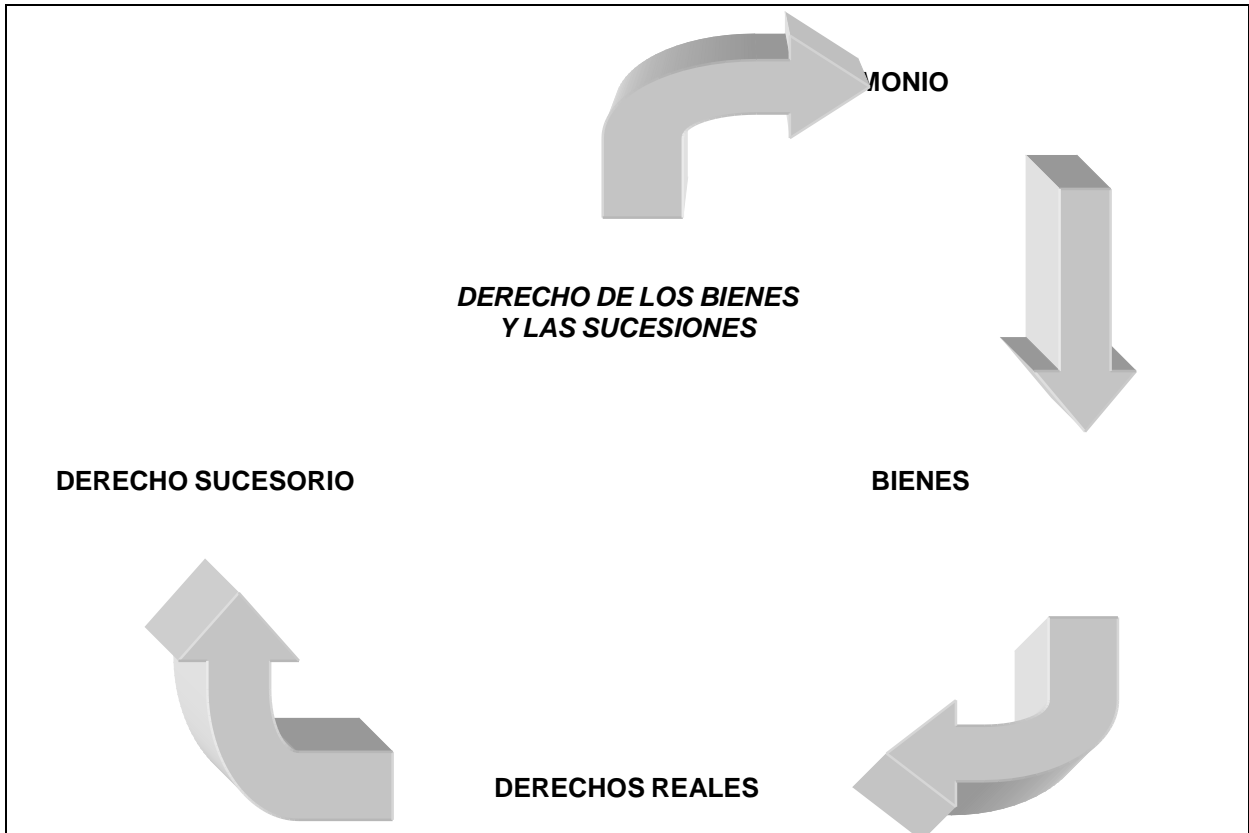 MONIO
DERECHO DE LOS BIENES
Y LAS SUCESIONES
DERECHO SUCESORIO
BIENES
DERECHOS REALES